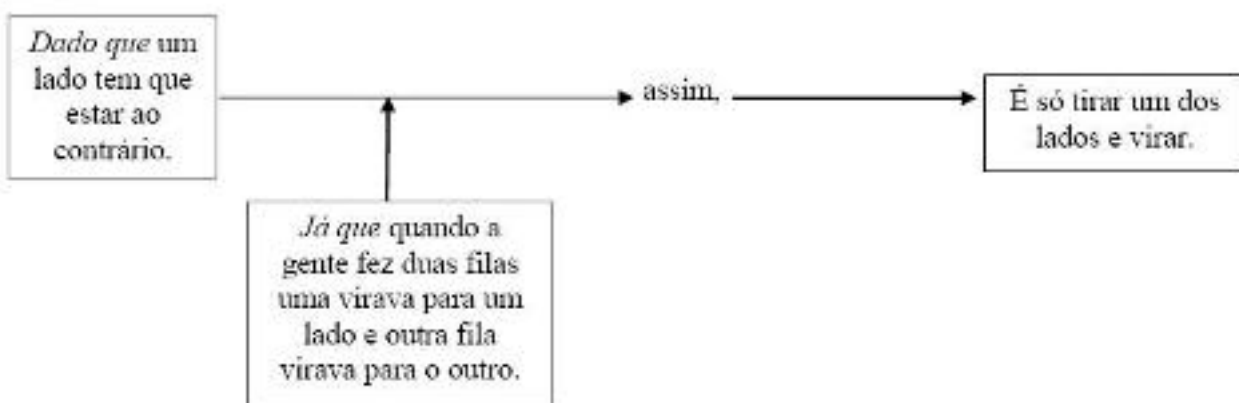 Dado que um
lado tem que
estar ao
contrário.
assim,
É só tirar um dos
lados e virar.
Já que quando a
gente fez duas filas
uma virava para um
lado e outra fila
virava para o outro.